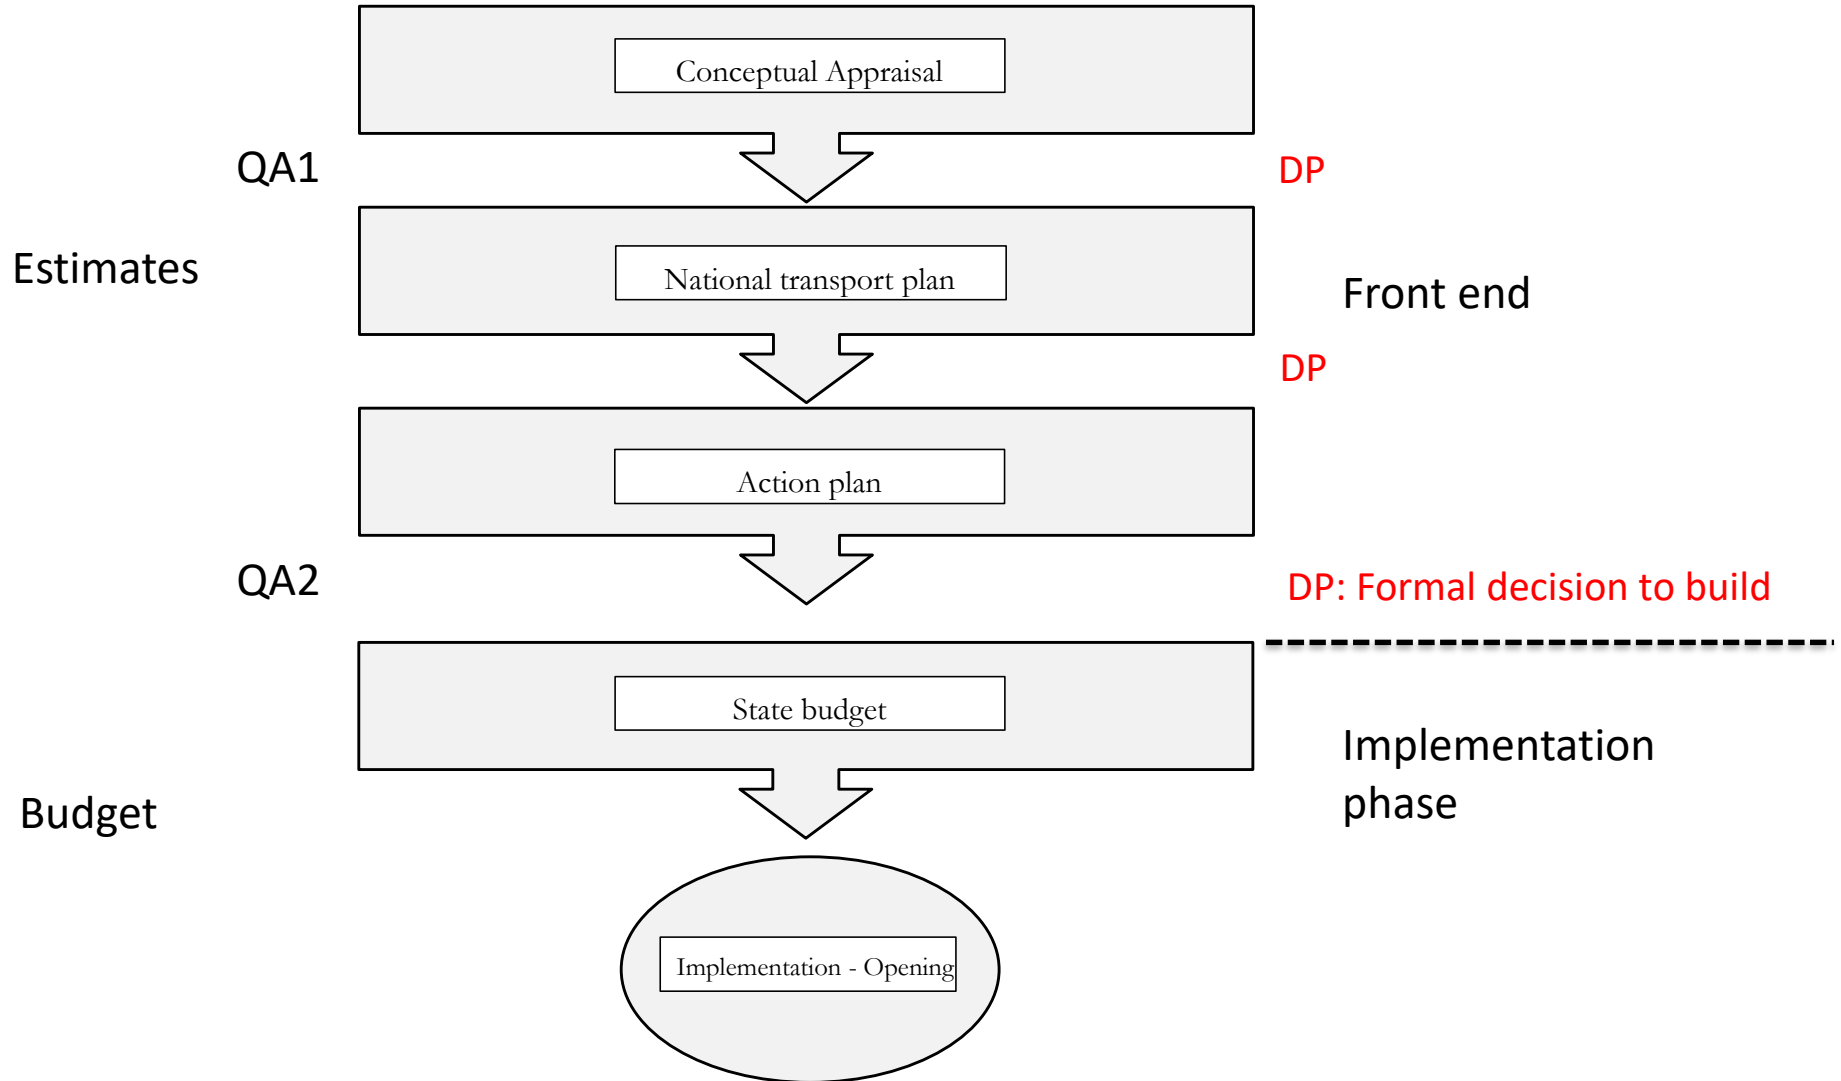 Conceptual Appraisal
QA1
DP
Estimates
National transport plan
Front end
DP
Action plan
QA2
DP: Formal decision to build
State budget
Implementation
phase
Budget
Implementation - Opening